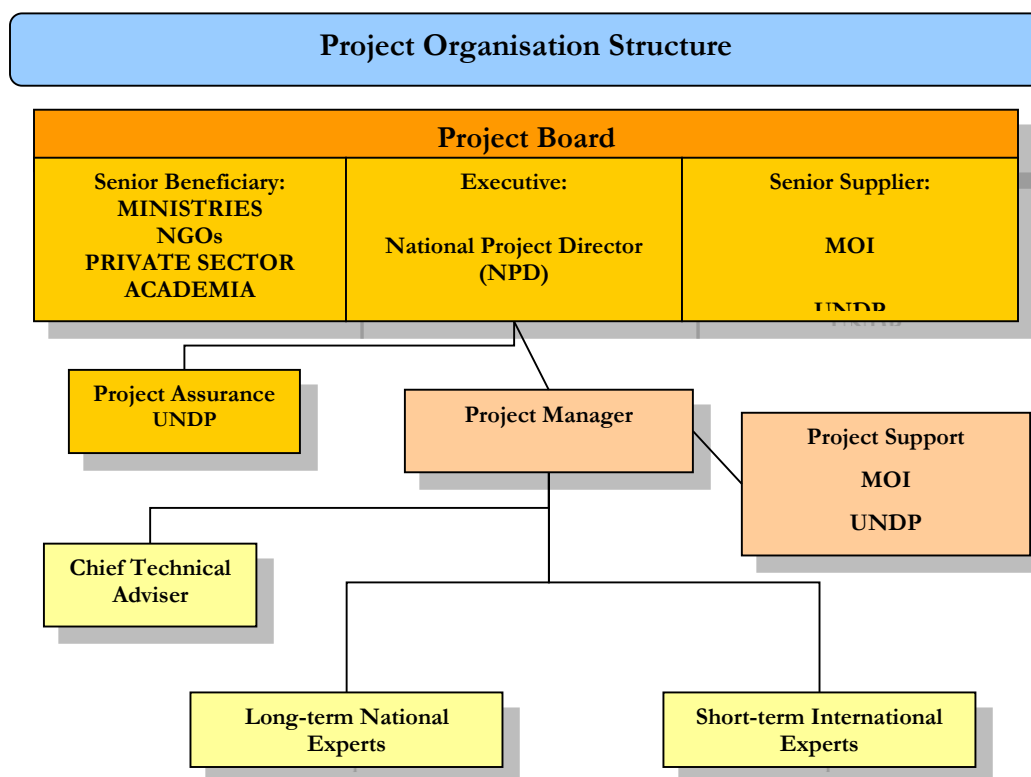 Project Organisation Structure
Project Board
Senior Beneficiary:
MINISTRIES
NGOs
PRIVATE SECTOR
ACADEMIA
Executive:
National Project Director
(NPD)
Senior Supplier:
MOI
UNDP
Project Assurance
UNDP
Project Manager
Project Support
MOI
UNDP
Chief Technical
Adviser
Long-term National
Experts
Short-term International
Experts